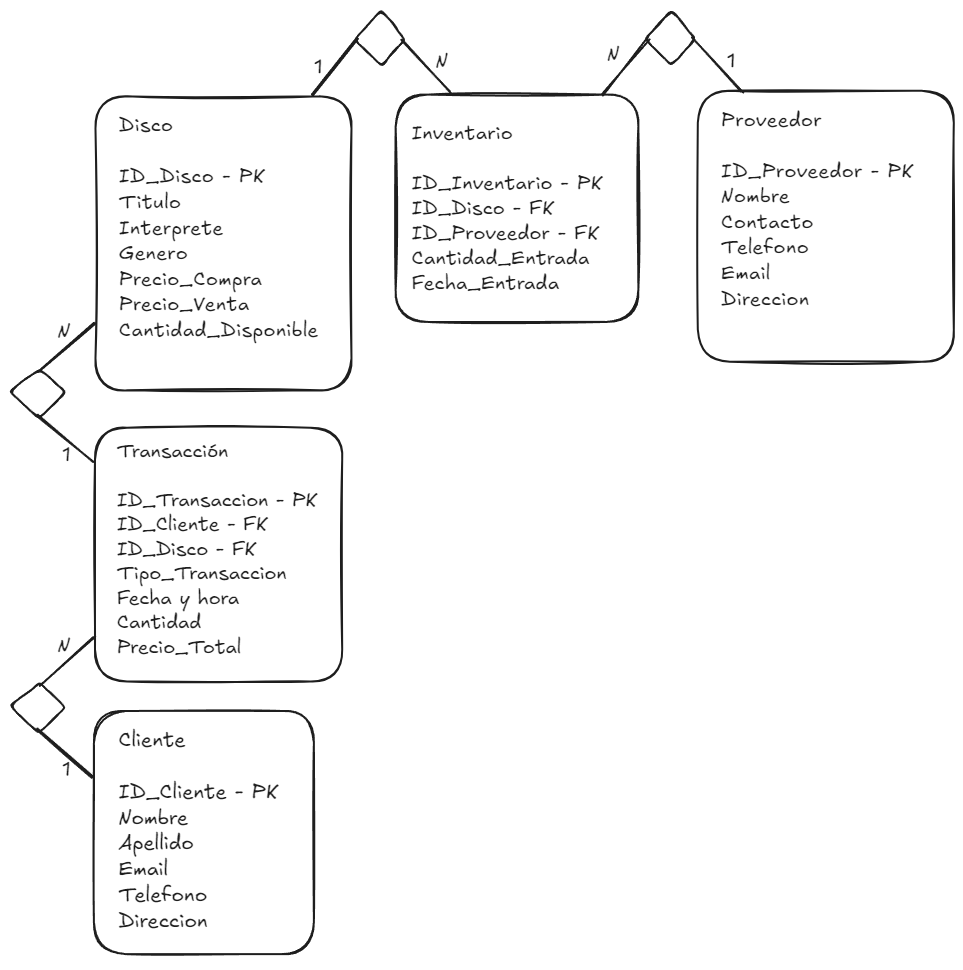 1
N
N
1
Disco
ID_Disco - PK
Titulo
Interprete
Genero
Precio_Compra
Precio_Venta
Cantidad_Disponible
Inventario
ID_Inventario - PK
ID_Disco - FK
ID_Proveedor - FK
Cantidad_Entrada
Fecha_Entrada
Proveedor
ID_Proveedor - PK
Nombre
Contacto
Telefono
Email
Direccion
N
1
Transacción
ID_Transaccion - PK
ID_Cliente - FK
ID_Disco - FK
Tipo_Transaccion
Fecha y hora
Cantidad
Precio_Total
N
1
Cliente
ID_Cliente - PK
Nombre
Apellido
Email
Telefono
Direccion